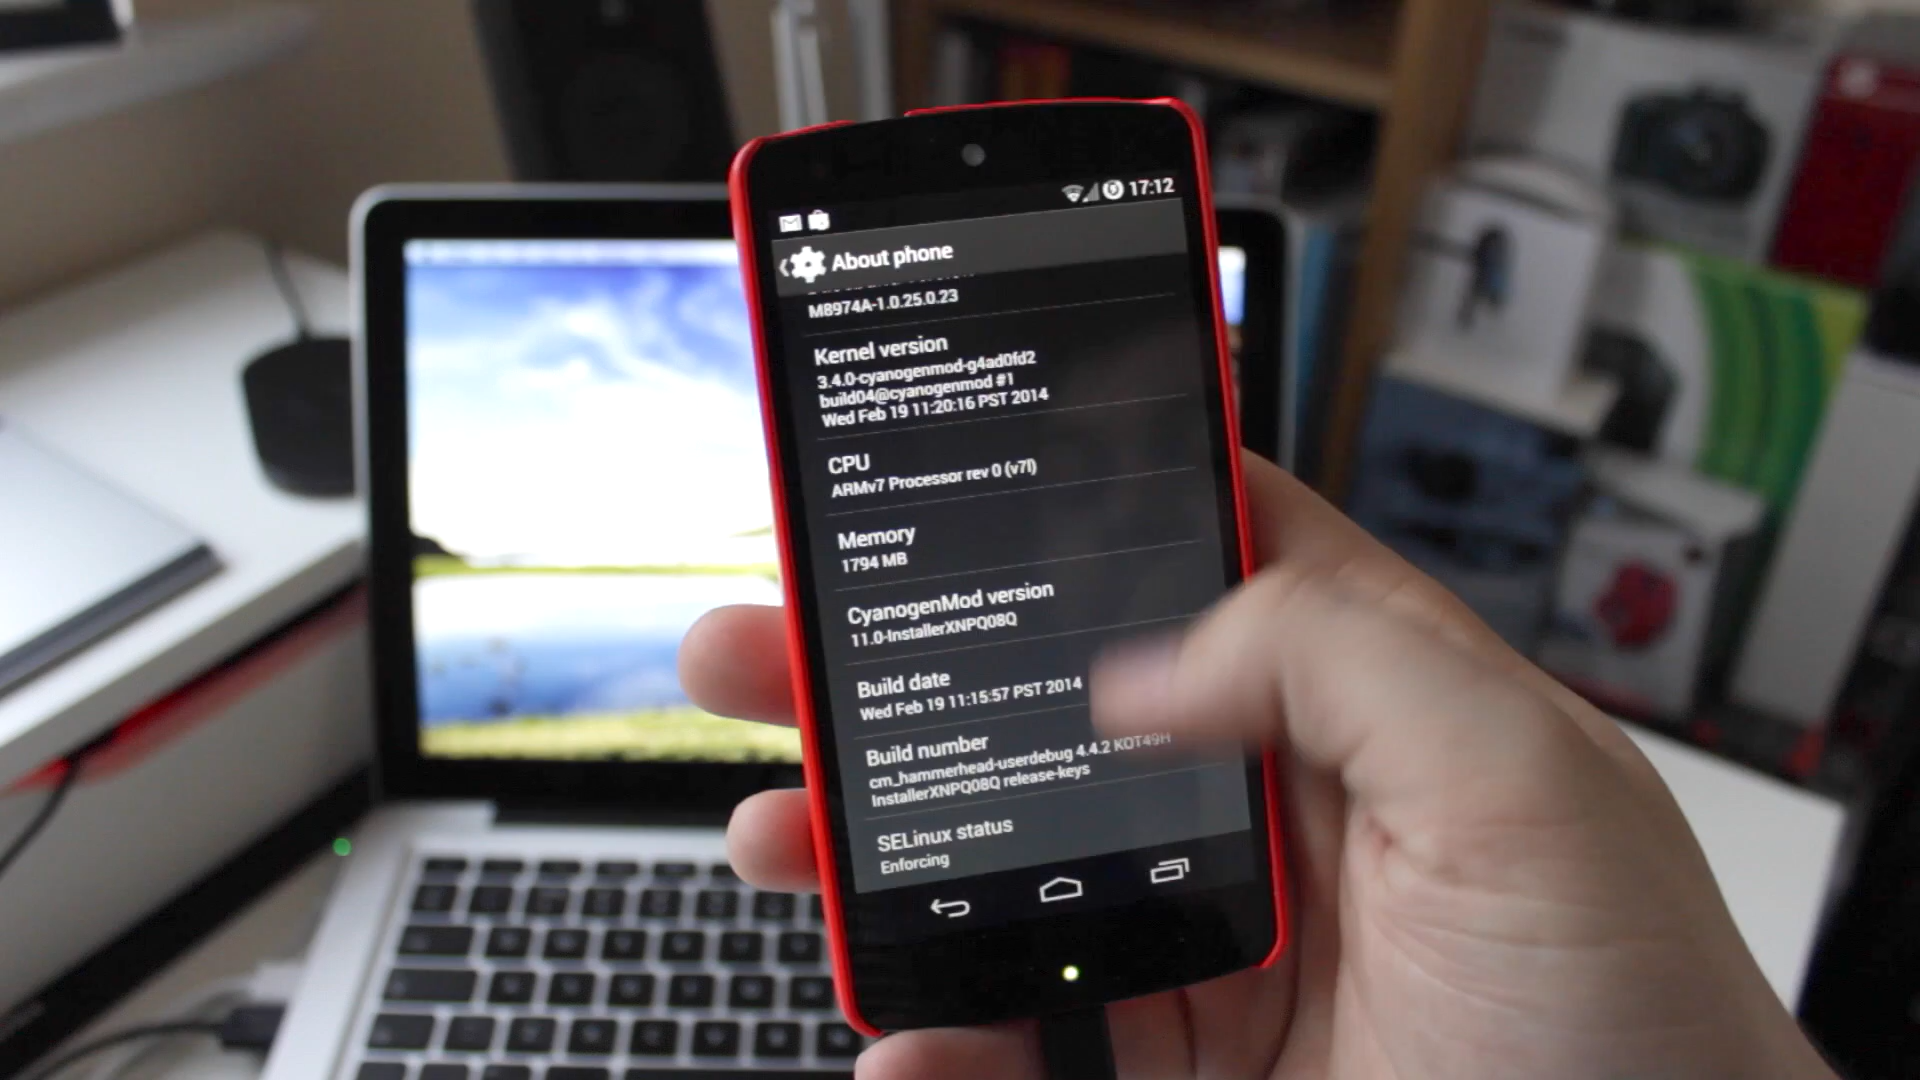 17:12
About phone
M8974A-1.0.25.0.23
Kernel version
3.4.0-cyanogenmod-g4ad0fd2
build04@cyanogenmod #1
Wed Feb 19 11:20:16 PST 2014
CPU
ARMv7 Processor rev 0 (v7l)
Memory
1794 MB
CyanogenMod version
11.0-InstallerXNPQ08Q
Build date
Wed Feb 19 11:15:57 PST 2014
Build number
cm_hammerhead-userdebug 4.4.2 KOT49H
InstallerXNPQ08Q release-keys
SELinux status
Enforcing